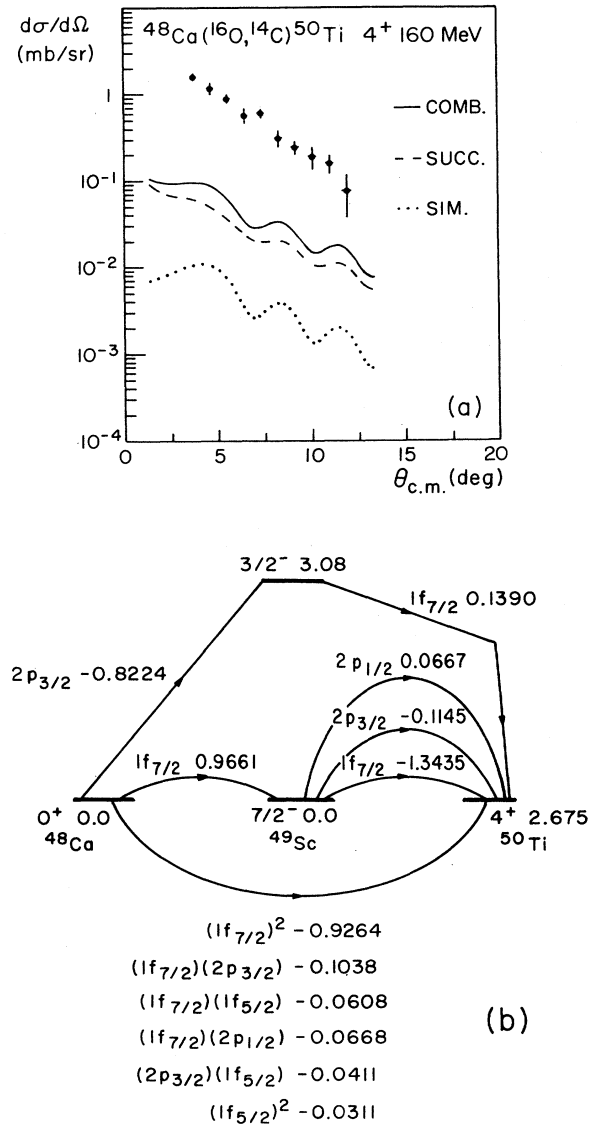 dσ/dΩ
(mb/sr)
⁴⁸Ca(¹⁶O,¹⁴C)⁵⁰Ti 4⁺ 160 MeV
COMB.
SUCC.
SIM.
1
10⁻¹
10⁻²
10⁻³
10⁻⁴
(a)
0 5 10 15 20
θc.m.(deg)
3/2⁻ 3.08
1f7/2 0.1390
2p3/2 -0.8224
2p1/2 0.0667
2p3/2 -0.1145
1f7/2 0.9661
1f7/2 -1.3435
0⁺ 0.0
7/2⁻ 0.0
4⁺ 2.675
⁴⁸Ca
⁴⁹Sc
⁵⁰Ti
(1f7/2)² -0.9264
(1f7/2)(2p3/2) -0.1038
(1f7/2)(1f5/2) -0.0608
(1f7/2)(2p1/2) -0.0668
(2p3/2)(1f5/2) -0.0411
(1f5/2)² -0.0311
(b)